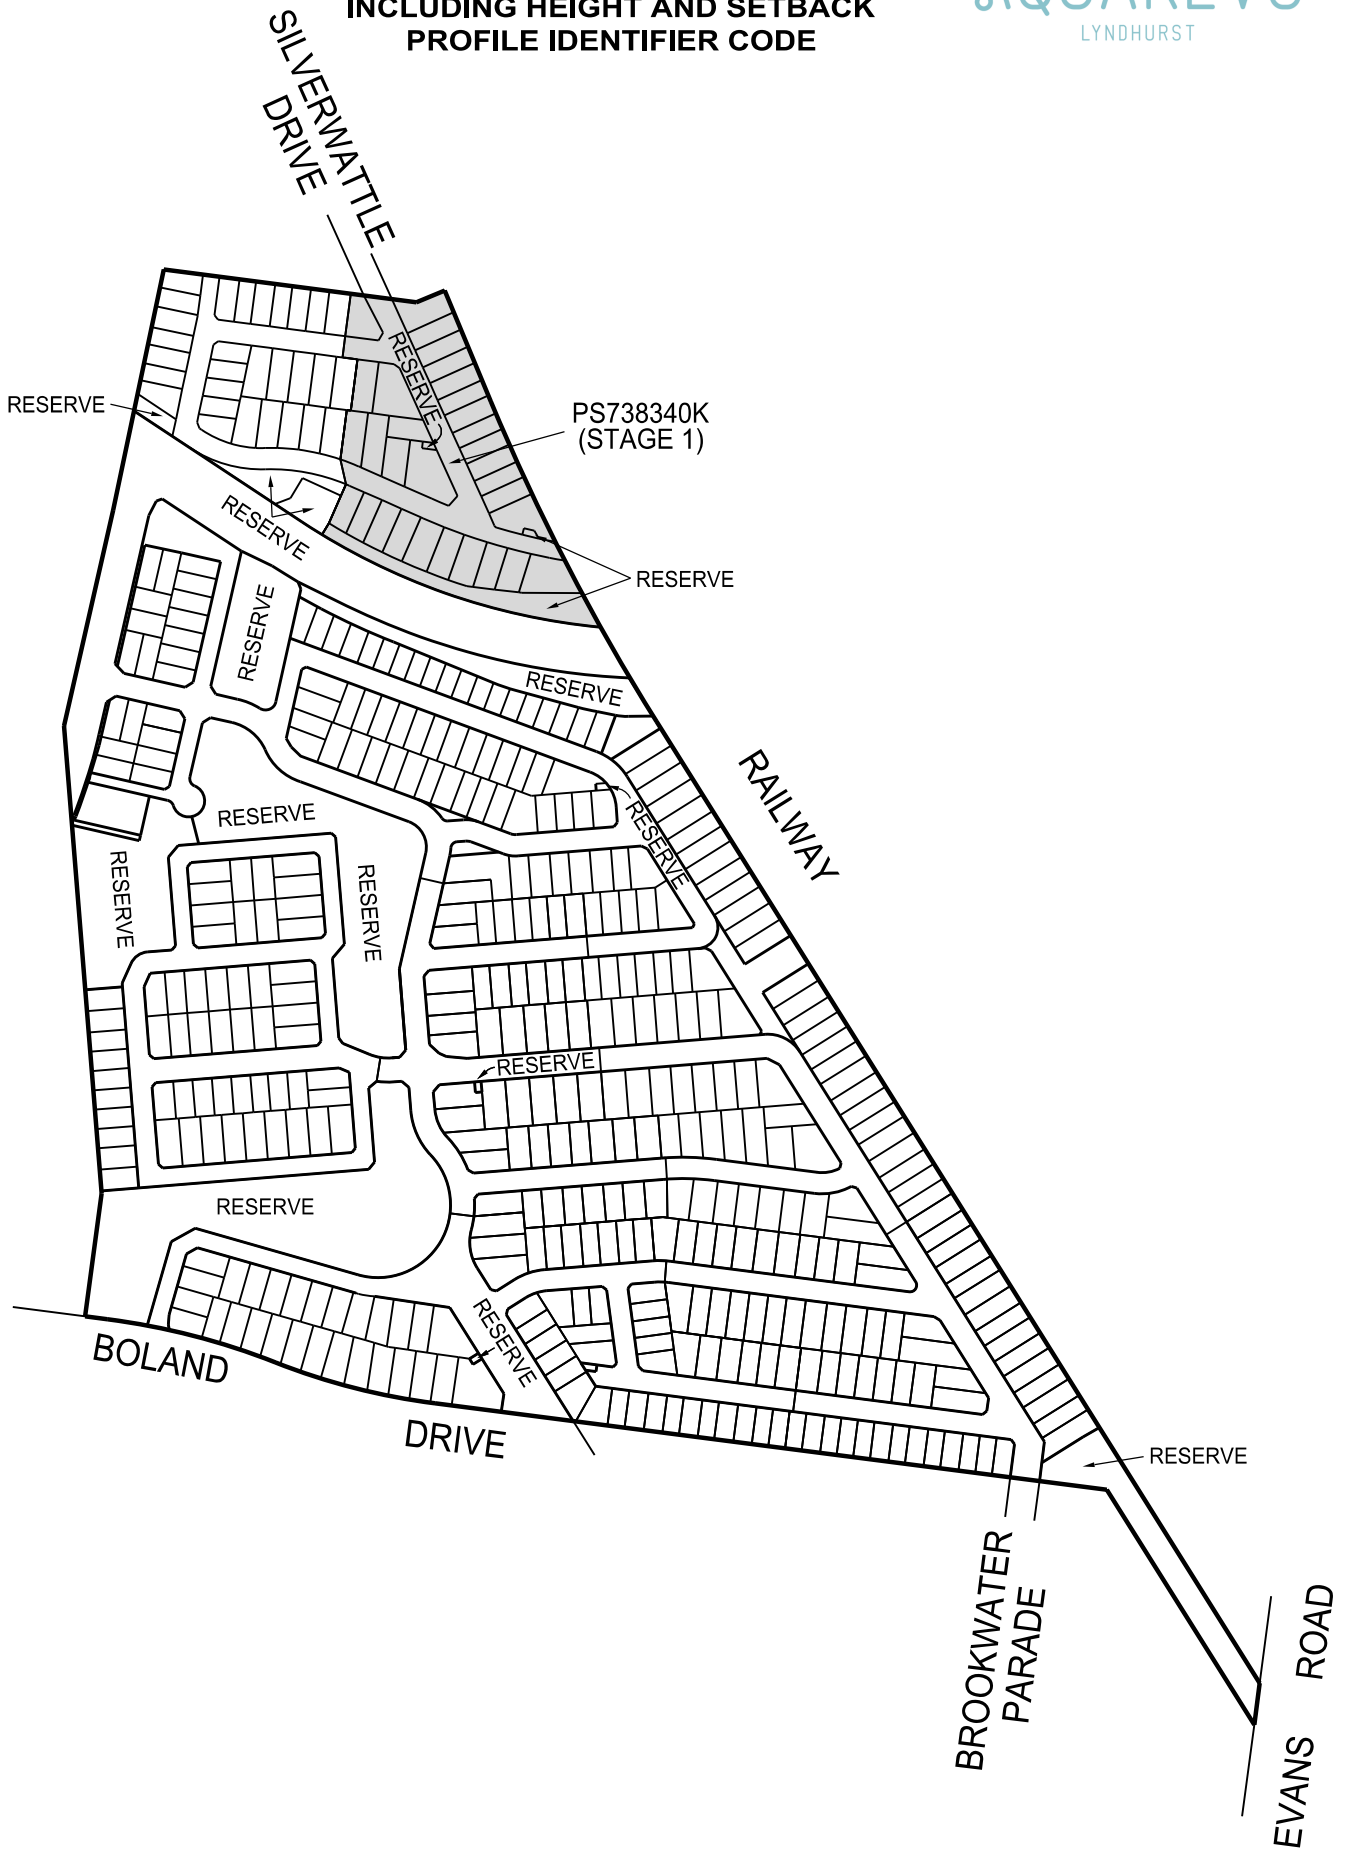 INCLUDING HEIGHT AND SETBACK
PROFILE IDENTIFIER CODE
LYNDHURST
SILVERWATTLE
DRIVE
RESERVE
RESERVE
PS738340K
(STAGE 1)
RESERVE
RESERVE
RESERVE
RESERVE
RAILWAY
RESERVE
RESERVE
RESERVE
RESERVE
RESERVE
RESERVE
RESERVE
BOLAND
DRIVE
RESERVE
BROOKWATER
PARADE
EVANS ROAD